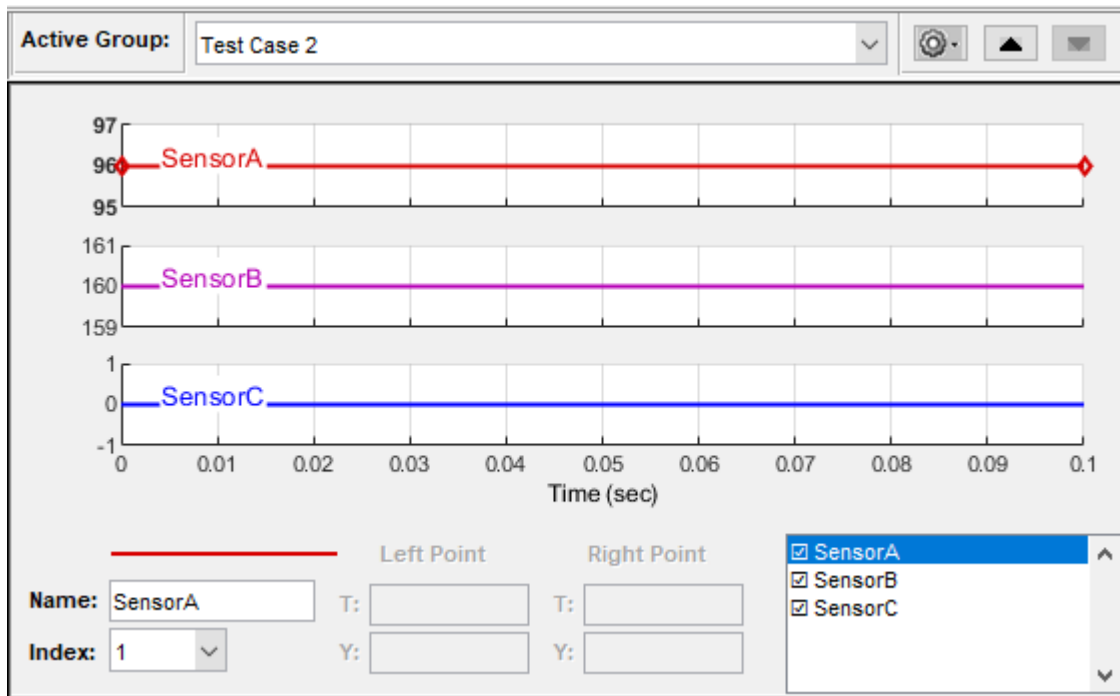 Active Group: Test Case 2
97
96 SensorA
95
161
160 SensorB
159
1
0 SensorC
-1
0 0.01 0.02 0.03 0.04 0.05 0.06 0.07 0.08 0.09 0.1
Time (sec)
Left Point Right Point
Name: SensorA T: T:
Index: 1 Y: Y:
SensorA
SensorB
SensorC